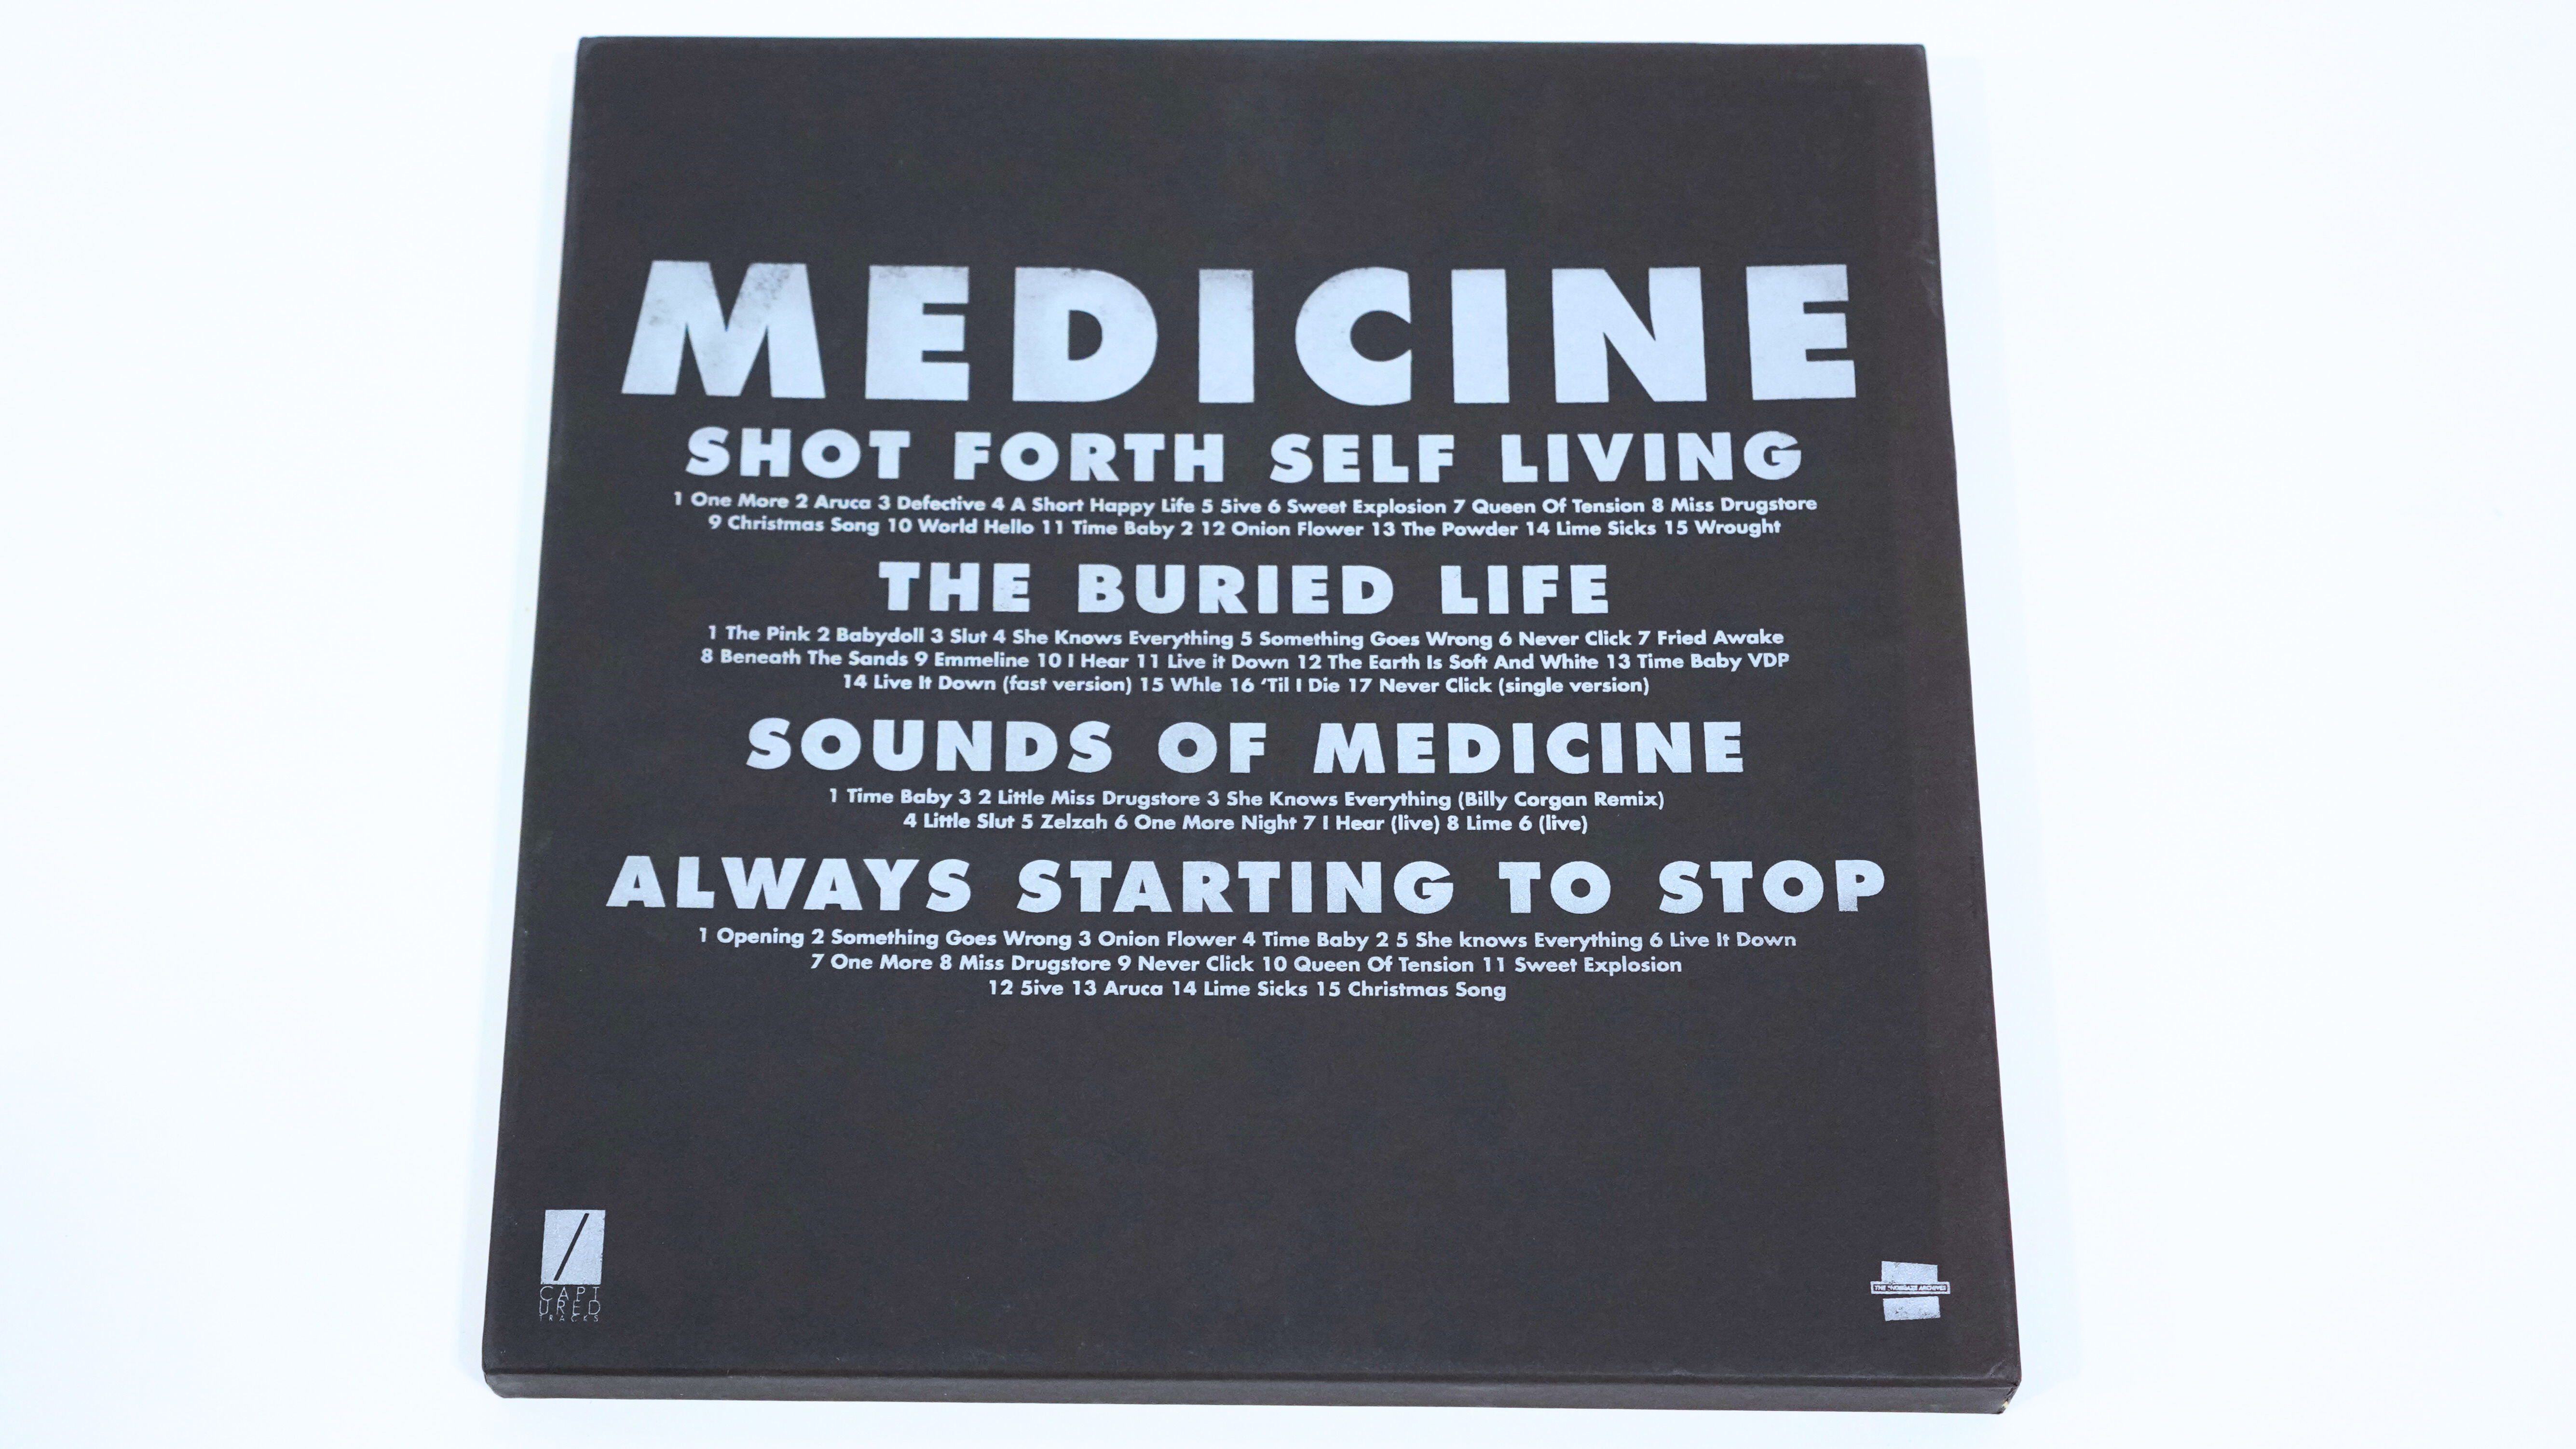 MEDICINE
SHOT FORTH SELF LIVING
1 One More 2 Aruca 3 Defective 4 A Short Happy Life 5 5ive 6 Sweet Explosion 7 Queen Of Tension 8 Miss Drugstore
9 Christmas Song 10 World Hello 11 Time Baby 2 12 Onion Flower 13 The Powder 14 Lime Sicks 15 Wrought
THE BURIED LIFE
1 The Pink 2 Babydoll 3 Slut 4 She Knows Everything 5 Something Goes Wrong 6 Never Click 7 Fried Awake
8 Beneath The Sands 9 Emmeline 10 I Hear 11 Live it Down 12 The Earth Is Soft And White 13 Time Baby VDP
14 Live It Down (fast version) 15 Whle 16 ‘Til I Die 17 Never Click (single version)
SOUNDS OF MEDICINE
1 Time Baby 3 2 Little Miss Drugstore 3 She Knows Everything (Billy Corgan Remix)
4 Little Slut 5 Zelzah 6 One More Night 7 I Hear (live) 8 Lime 6 (live)
ALWAYS STARTING TO STOP
1 Opening 2 Something Goes Wrong 3 Onion Flower 4 Time Baby 2 5 She knows Everything 6 Live It Down
7 One More 8 Miss Drugstore 9 Never Click 10 Queen Of Tension 11 Sweet Explosion
12 5ive 13 Aruca 14 Lime Sicks 15 Christmas Song
CAPT
URED
TRACKS
THE SHOEGAZE ARCHIVES